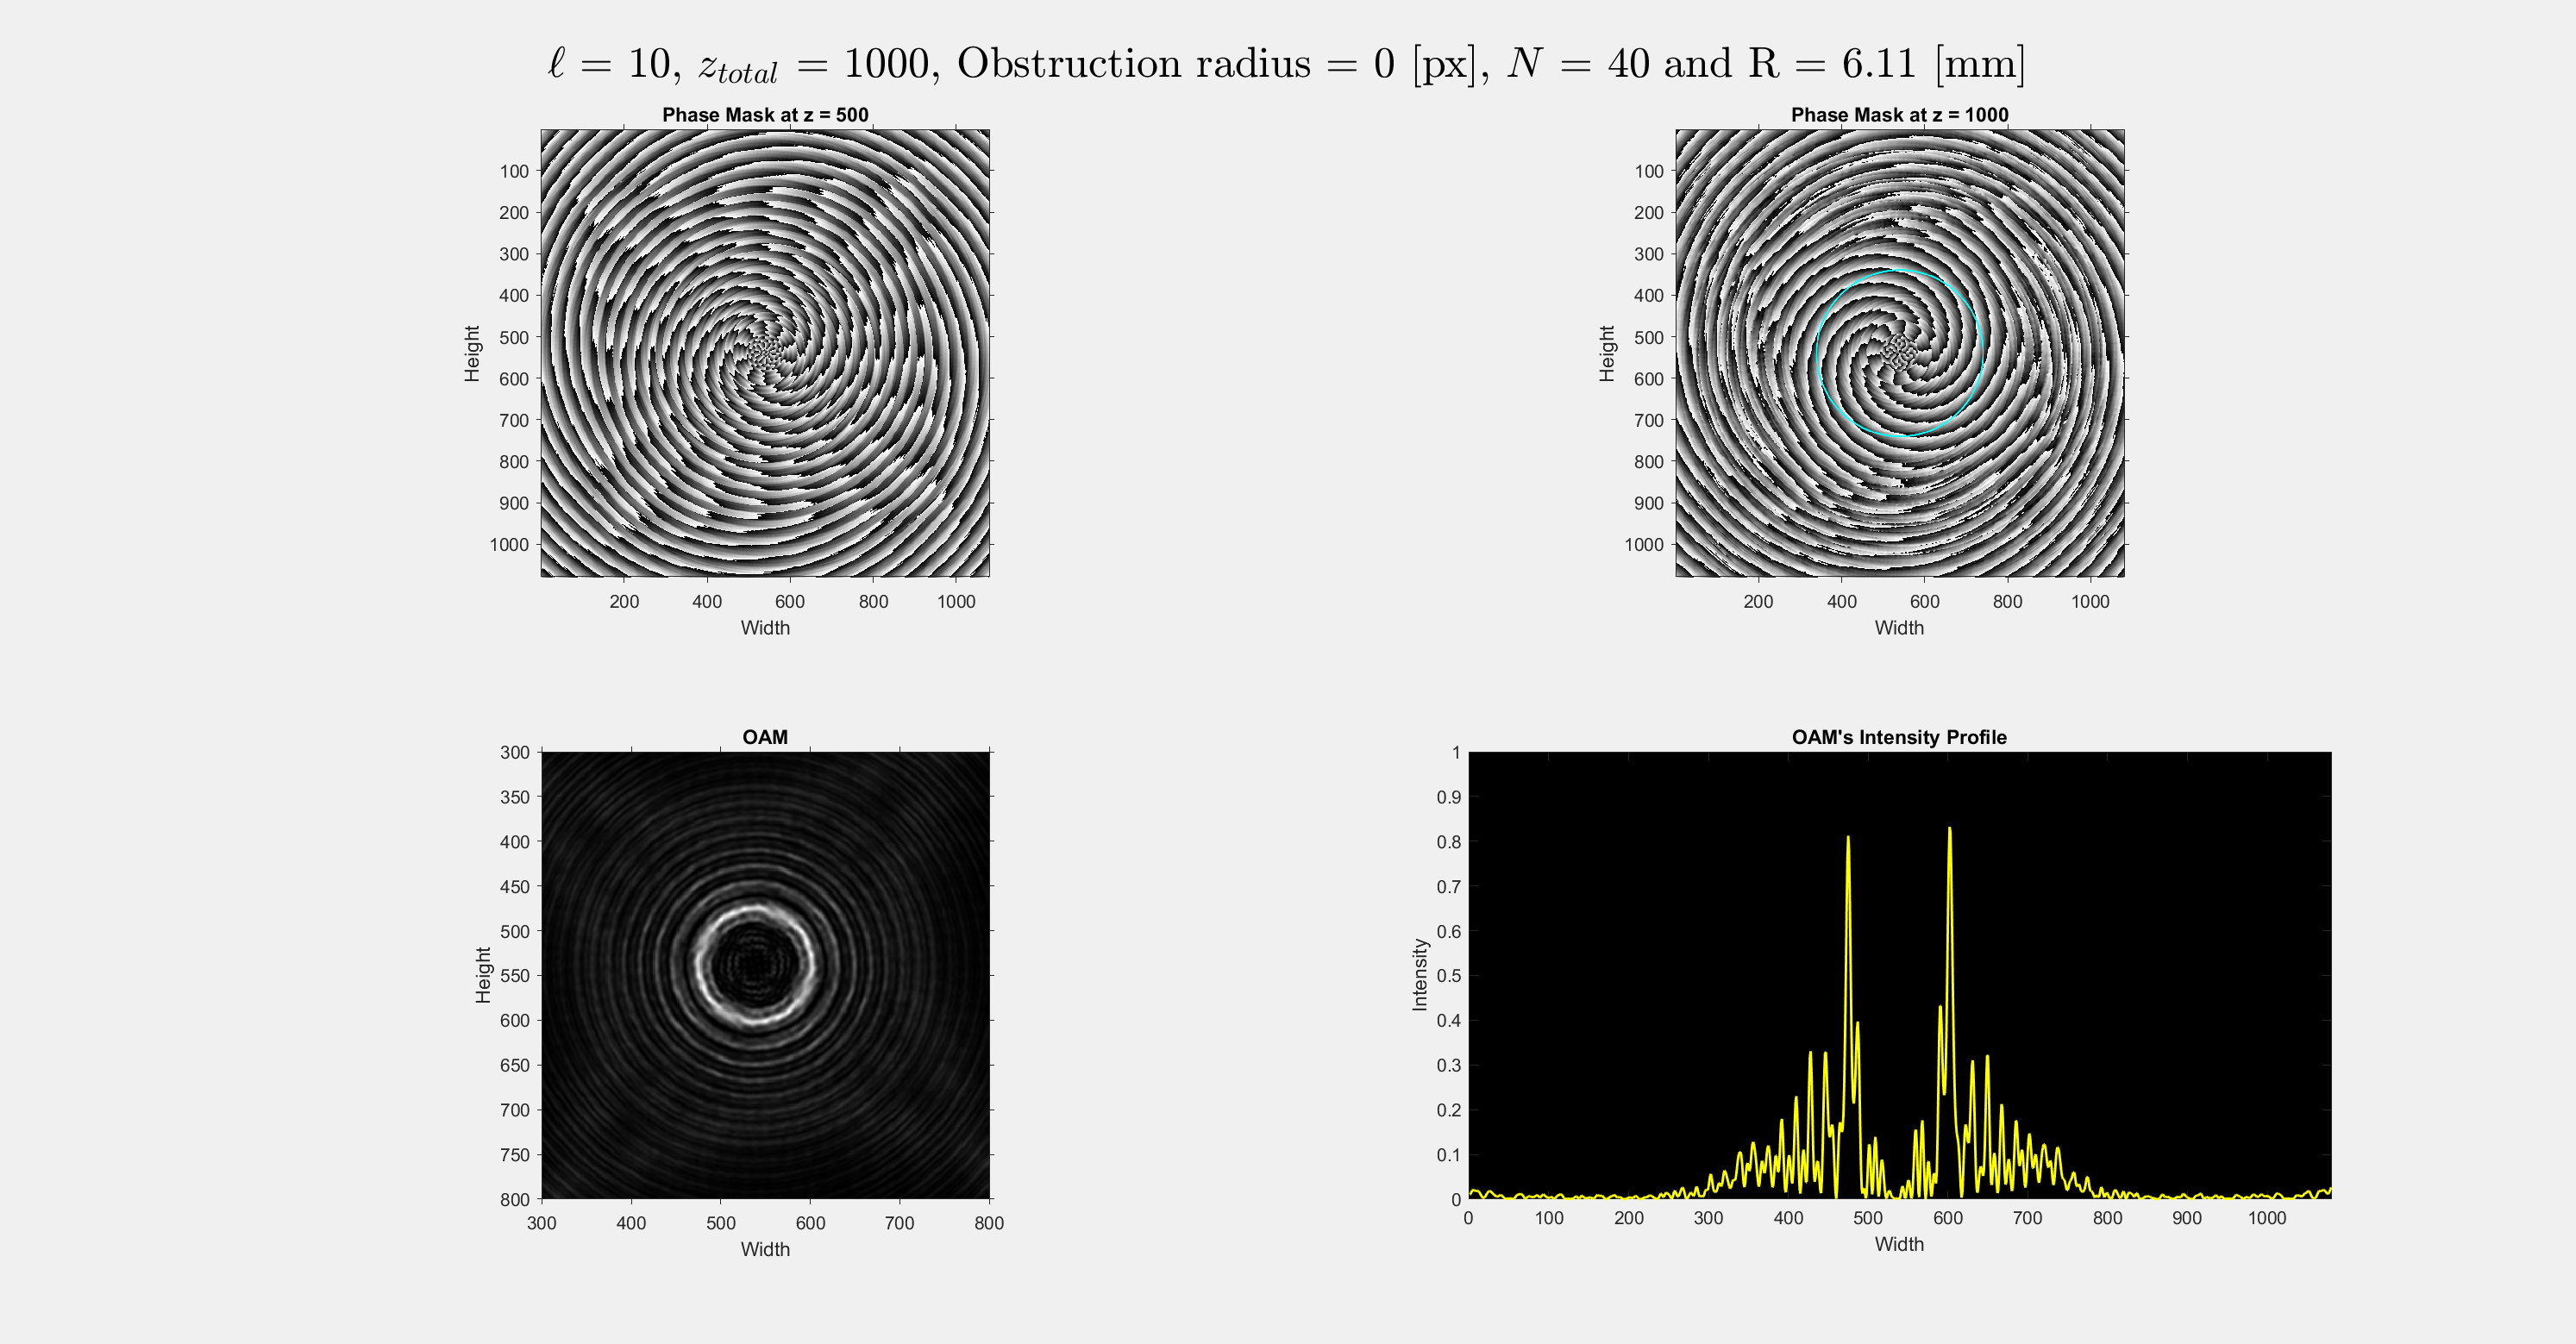 ℓ = 10, z_total = 1000, Obstruction radius = 0 [px], N = 40 and R = 6.11 [mm]
Phase Mask at z = 500
100
200
300
400
500
600
700
800
900
1000
Height
200 400 600 800 1000
Width
Phase Mask at z = 1000
100
200
300
400
500
600
700
800
900
1000
Height
200 400 600 800 1000
Width
OAM
300
350
400
450
500
550
600
650
700
750
800
Height
300 400 500 600 700 800
Width
OAM's Intensity Profile
1
0.9
0.8
0.7
0.6
0.5
0.4
0.3
0.2
0.1
0
Intensity
0 100 200 300 400 500 600 700 800 900 1000
Width